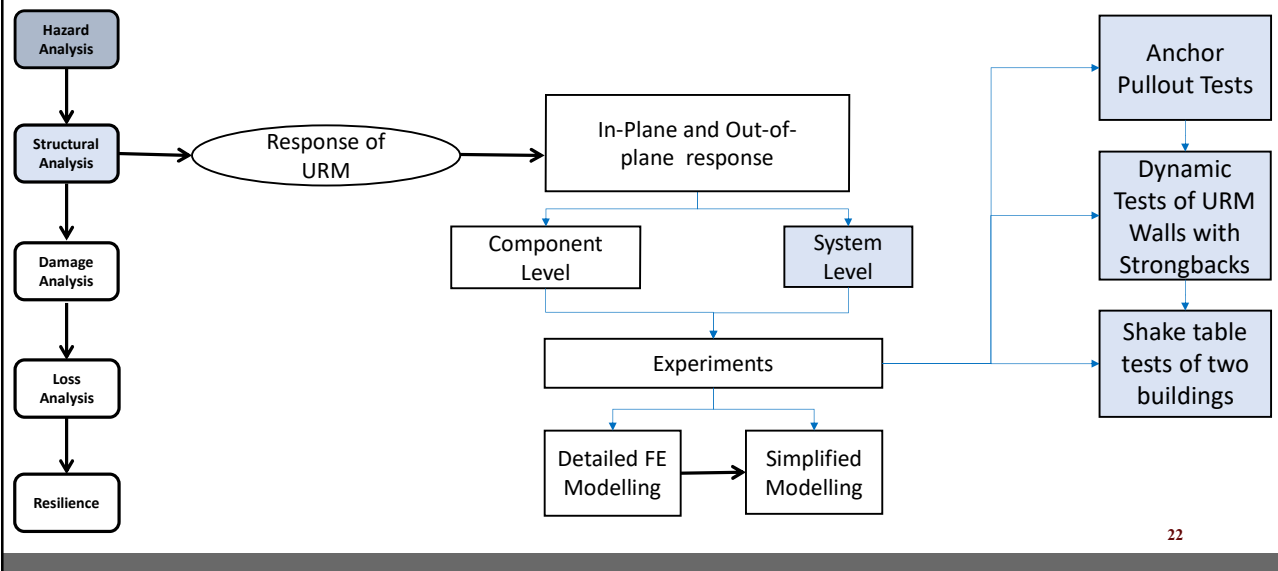 Hazard
Analysis
Structural
Analysis
Damage
Analysis
Loss
Analysis
Resilience
Response of
URM
In-Plane and Out-of-
plane response
Component
Level
System
Level
Experiments
Detailed FE
Modelling
Simplified
Modelling
Anchor
Pullout Tests
Dynamic
Tests of URM
Walls with
Strongbacks
Shake table
tests of two
buildings
22